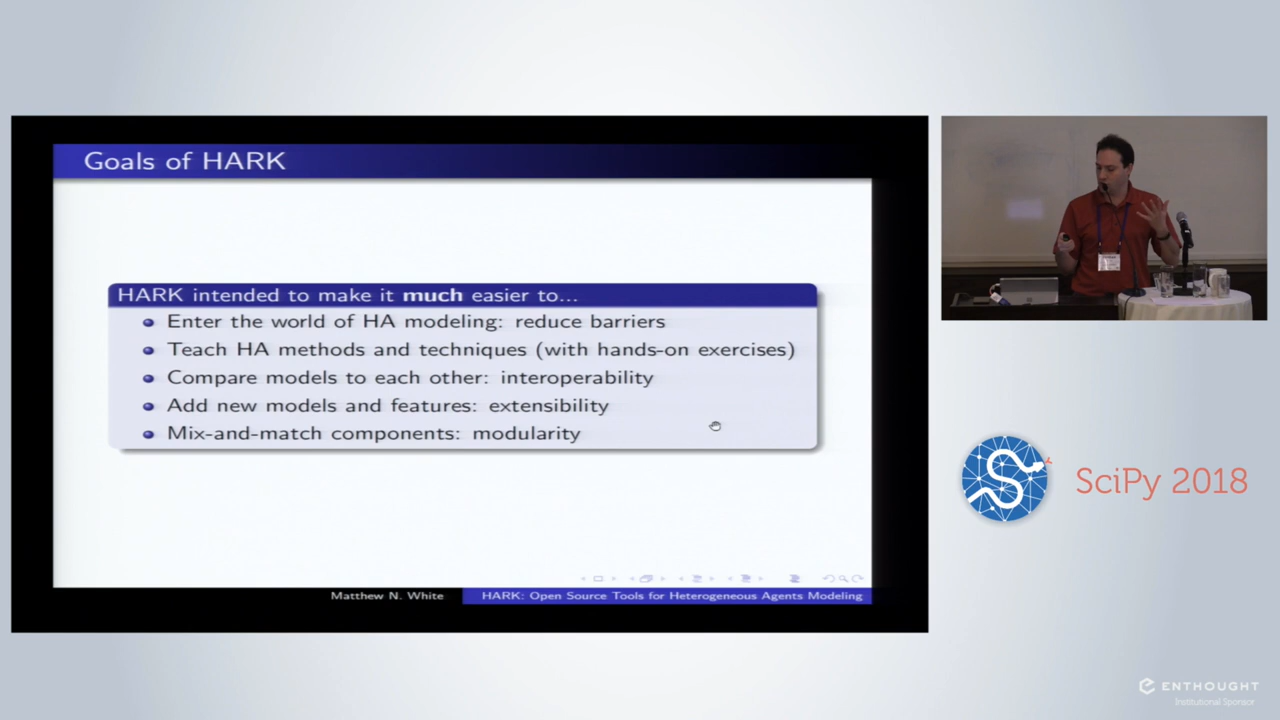 Goals of HARK
HARK intended to make it much easier to...
Enter the world of HA modeling: reduce barriers
Teach HA methods and techniques (with hands-on exercises)
Compare models to each other: interoperability
Add new models and features: extensibility
Mix-and-match components: modularity
Matthew N. White
HARK: Open Source Tools for Heterogeneous Agents Modeling
SciPy 2018
ENTHOUGHT
Institutional Sponsor